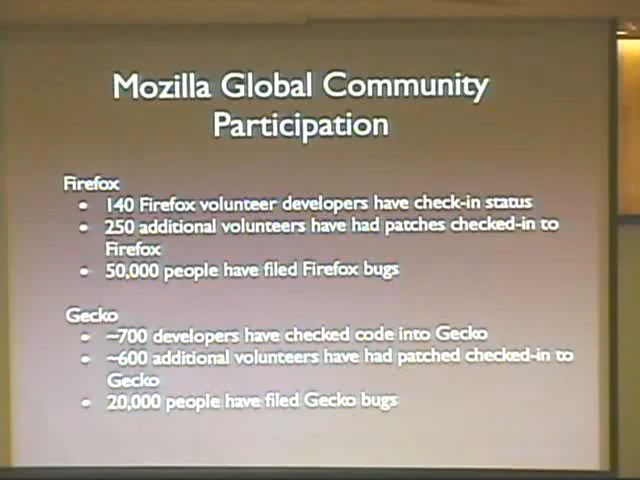 Mozilla Global Community
Participation
Firefox
• 140 Firefox volunteer developers have check-in status
• 250 additional volunteers have had patches checked-in to
Firefox
• 50,000 people have filed Firefox bugs
Gecko
• ~700 developers have checked code into Gecko
• ~600 additional volunteers have had patched checked-in to
Gecko
• 20,000 people have filed Gecko bugs